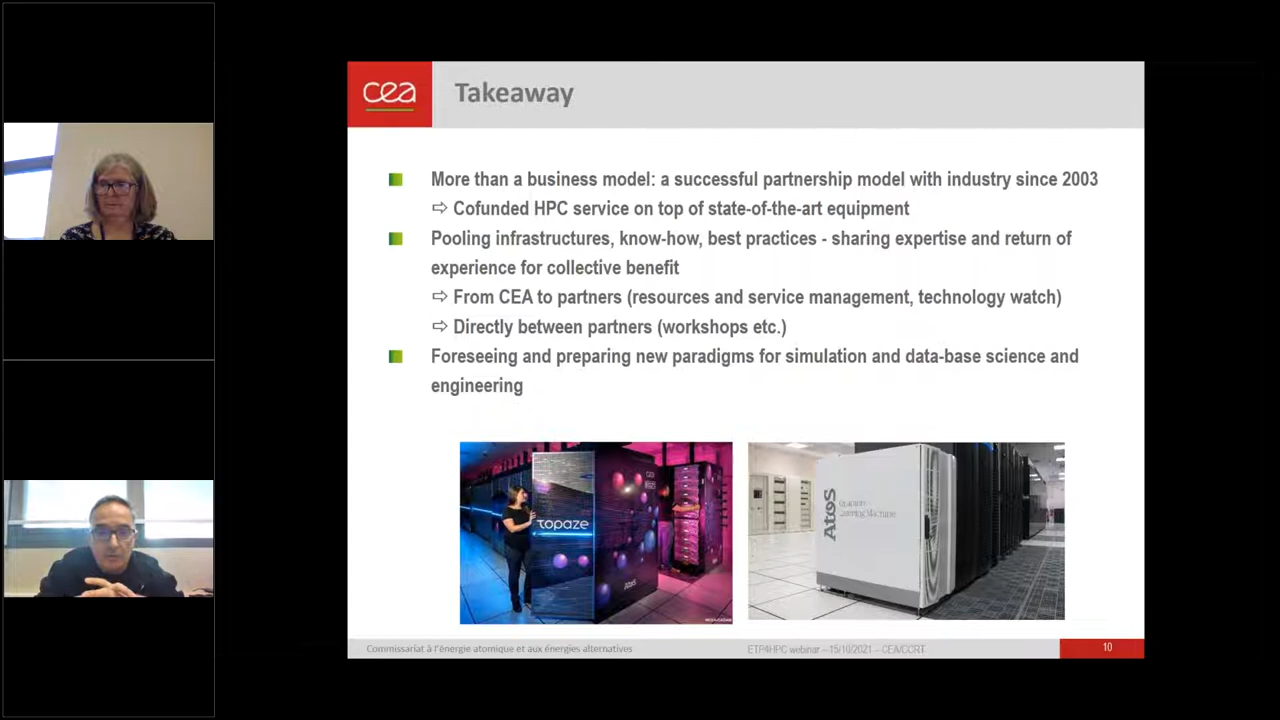 cea
Takeaway
More than a business model: a successful partnership model with industry since 2003
⇨ Cofunded HPC service on top of state-of-the-art equipment
Pooling infrastructures, know-how, best practices - sharing expertise and return of
experience for collective benefit
⇨ From CEA to partners (resources and service management, technology watch)
⇨ Directly between partners (workshops etc.)
Foreseeing and preparing new paradigms for simulation and data-base science and
engineering
topaze
Atos
Atos
Quantum
Learning Machine
Commissariat à l'énergie atomique et aux énergies alternatives
ETP4HPC webinar – 15/10/2021 – CEA/CCRT
10